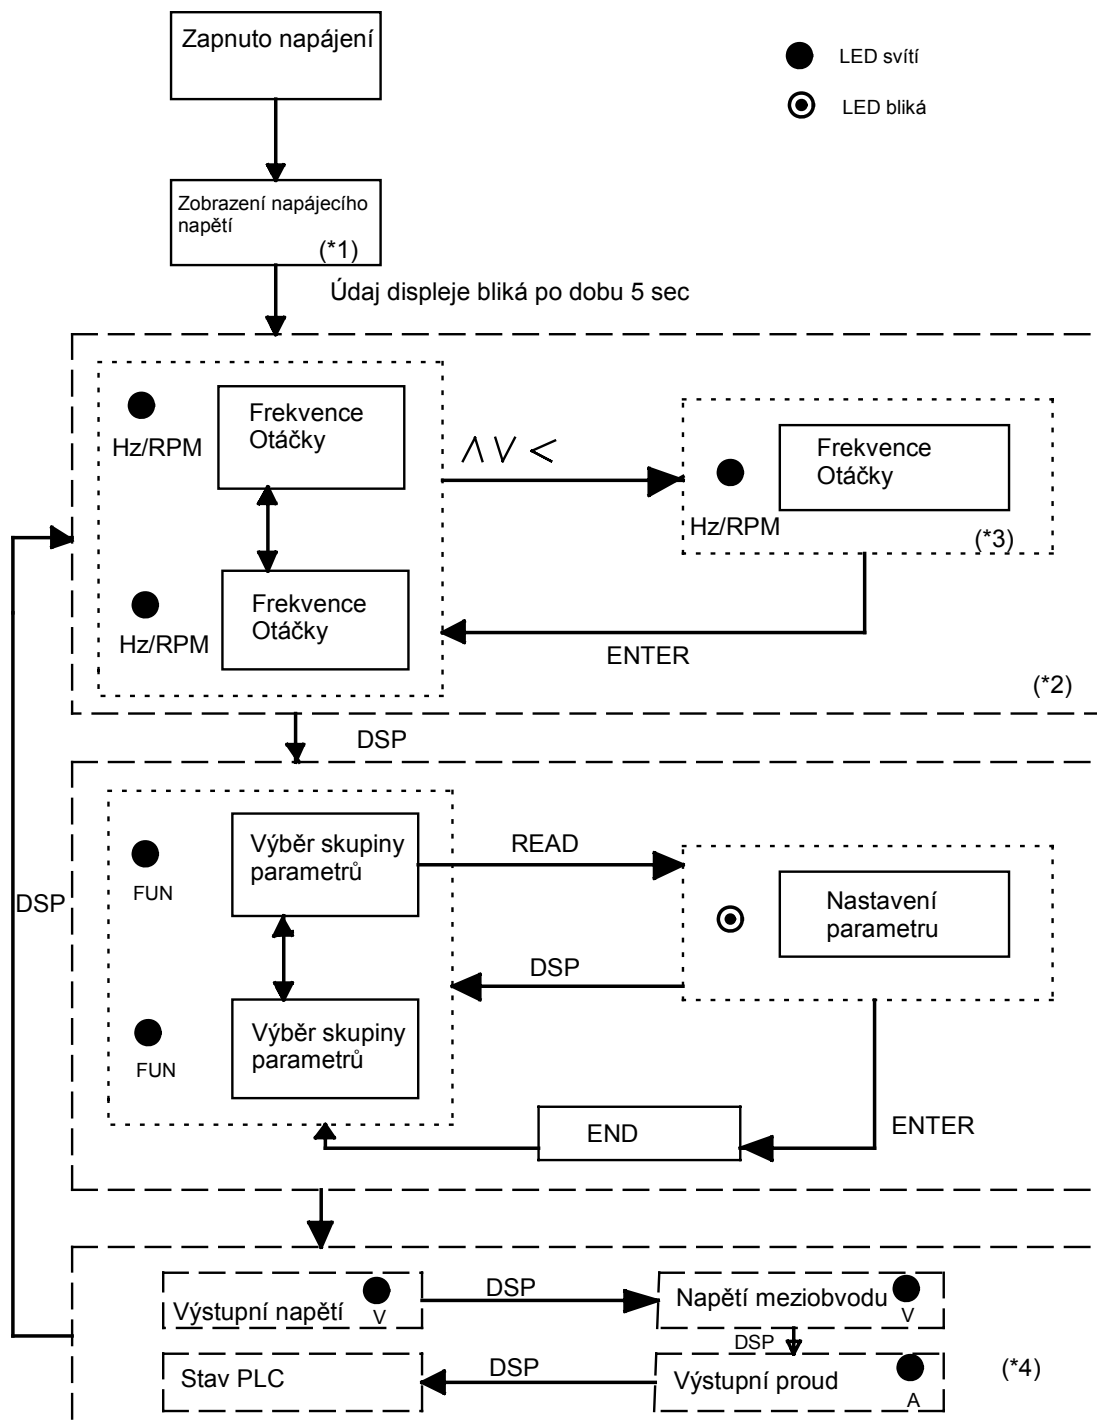 Zapnuto napájení
LED svítí
LED bliká
Zobrazení napájecího
napětí
(*1)
Údaj displeje bliká po dobu 5 sec
Hz/RPM
Frekvence
Otáčky
Λ V <
Hz/RPM
Frekvence
Otáčky
(*3)
Hz/RPM
Frekvence
Otáčky
ENTER
(*2)
DSP
FUN
Výběr skupiny
parametrů
READ
Nastavení
parametru
DSP
DSP
FUN
Výběr skupiny
parametrů
END
ENTER
Výstupní napětí
V
DSP
Napětí meziobvodu
V
DSP
Stav PLC
DSP
Výstupní proud
A
(*4)